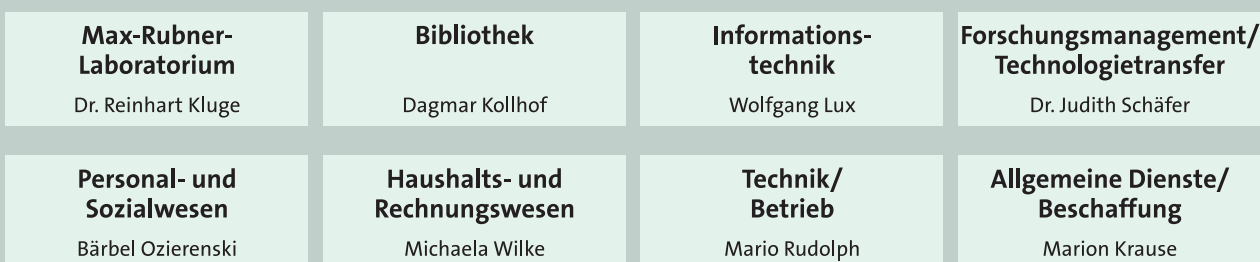 Max-Rubner-
Laboratorium
Dr. Reinhart Kluge
Bibliothek
Dagmar Kollhof
Informations-
technik
Wolfgang Lux
Forschungsmanagement/
Technologietransfer
Dr. Judith Schäfer
Personal- und
Sozialwesen
Bärbel Ozierenski
Haushalts- und
Rechnungswesen
Michaela Wilke
Technik/
Betrieb
Mario Rudolph
Allgemeine Dienste/
Beschaffung
Marion Krause